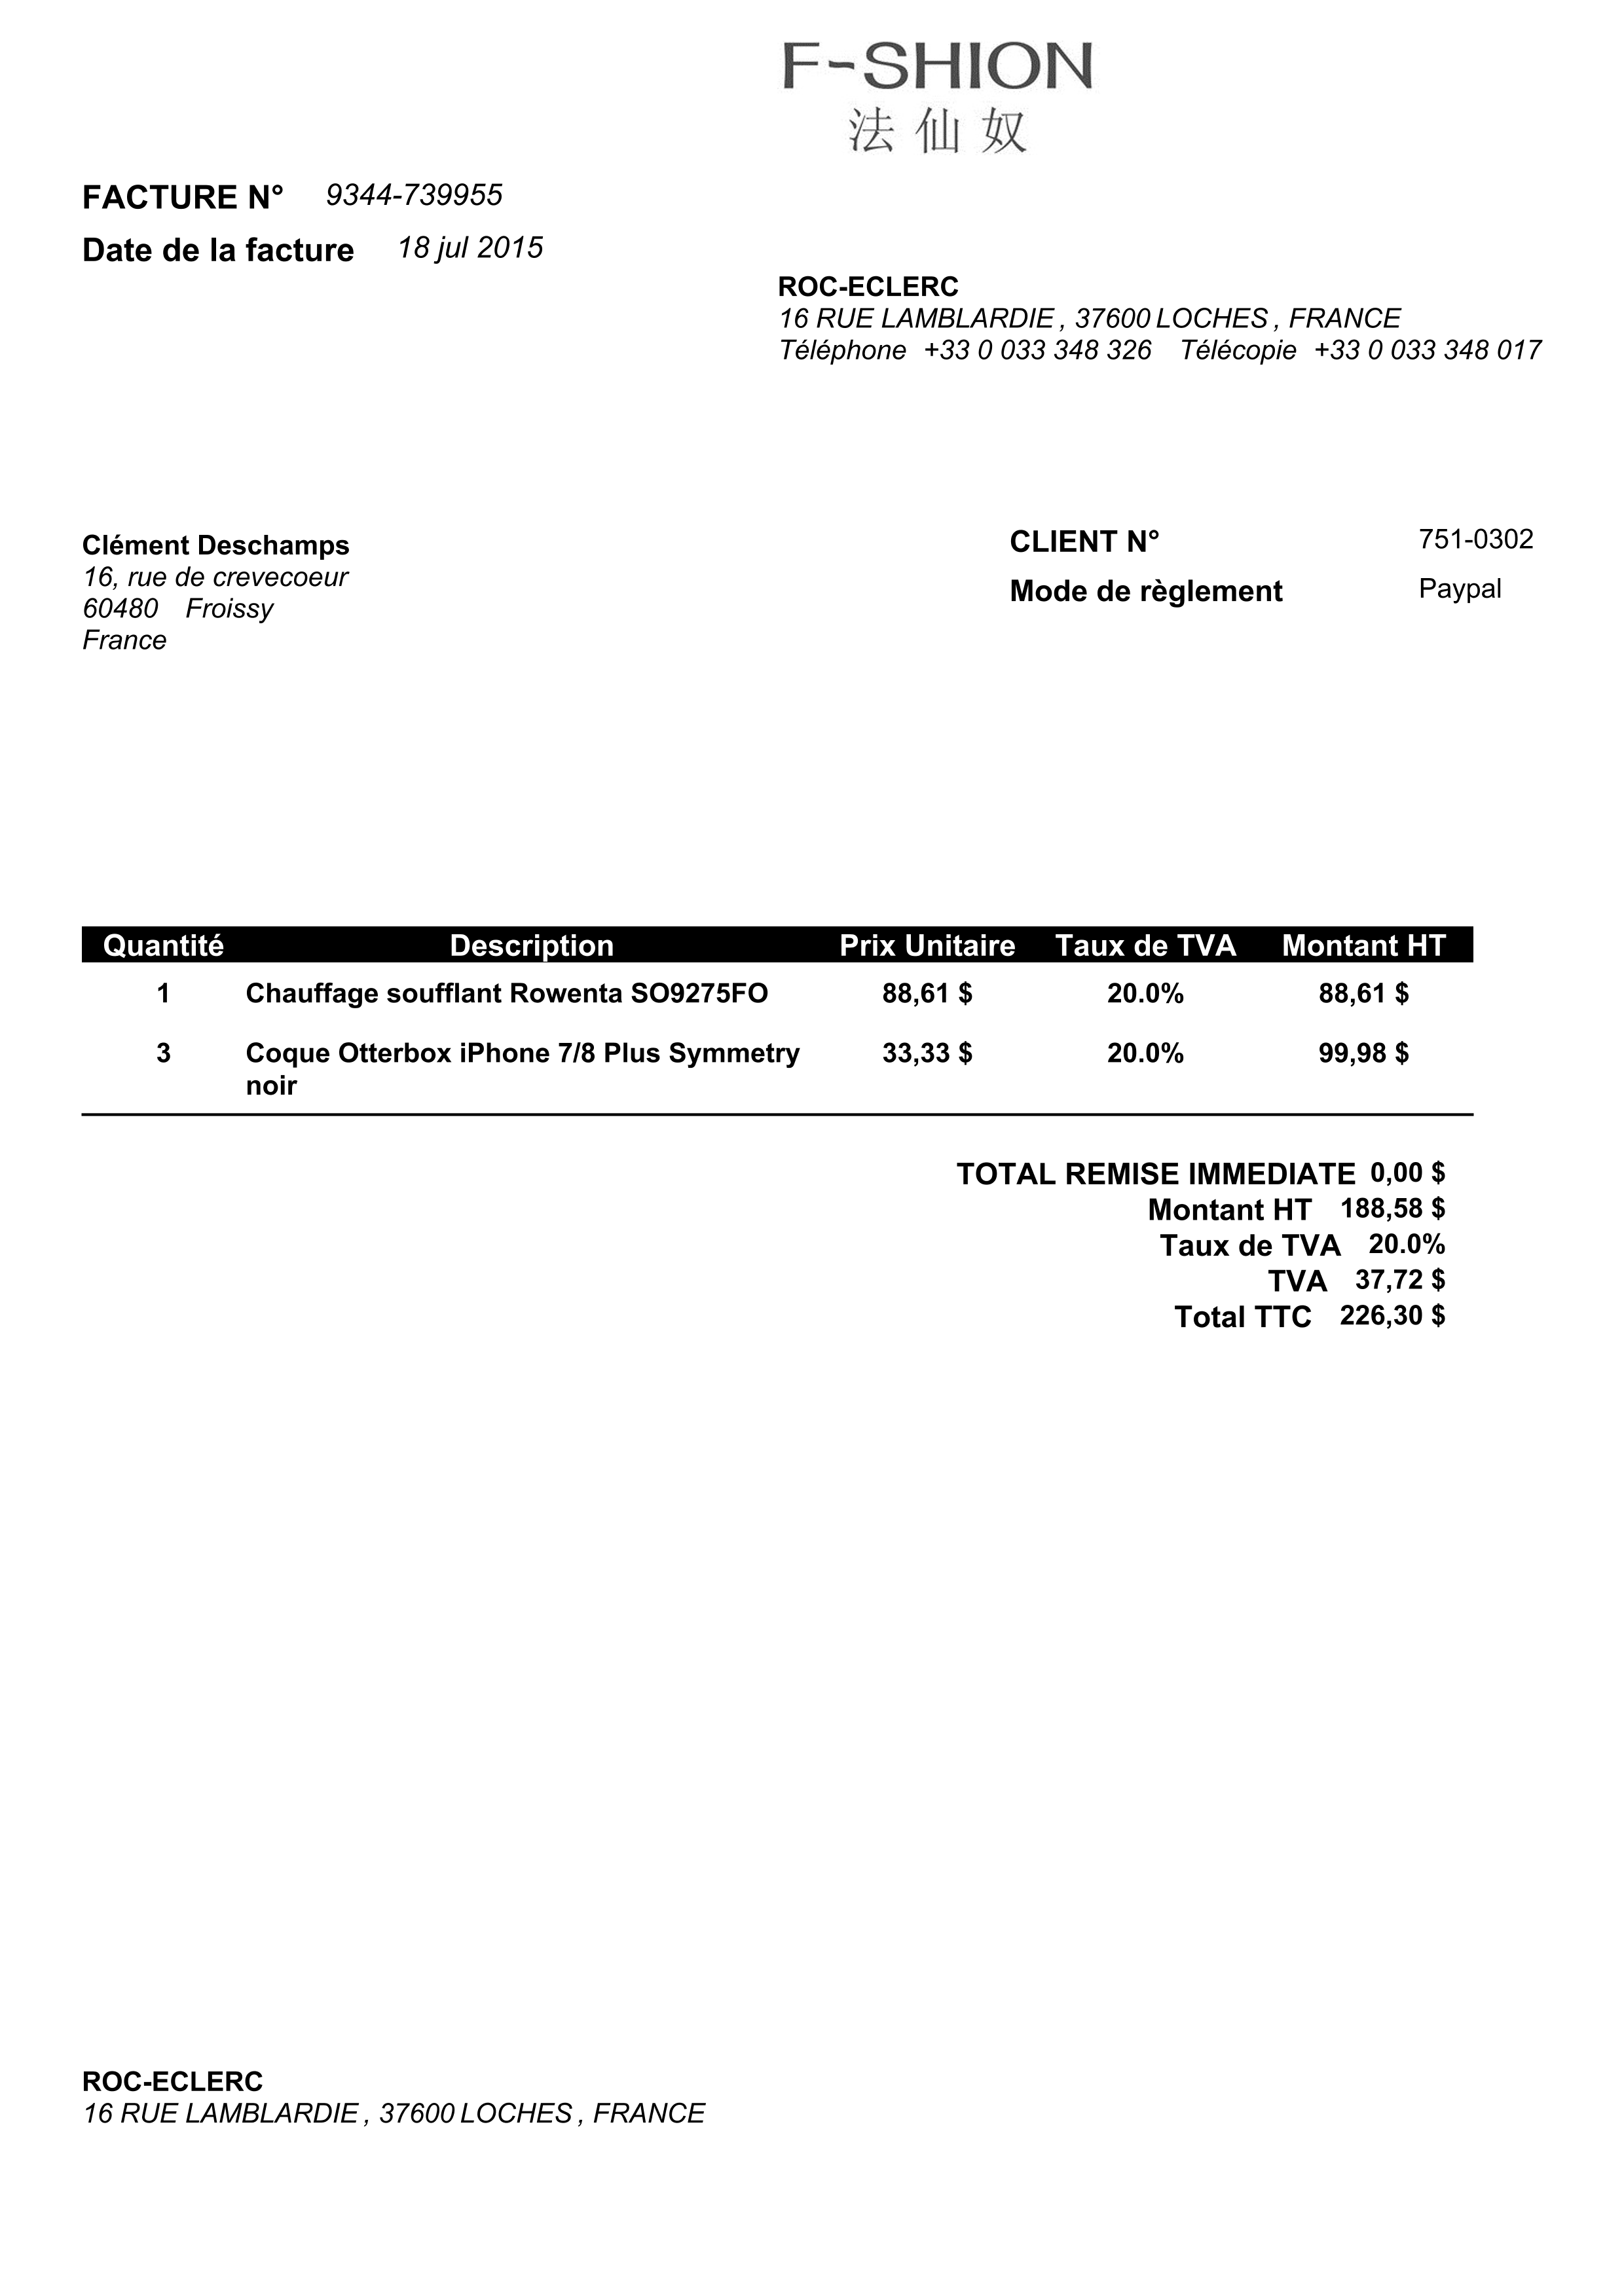 F~SHION
法仙奴
FACTURE N° 9344-739955
Date de la facture 18 jul 2015
ROC-ECLERC
16 RUE LAMBLARDIE , 37600 LOCHES , FRANCE
Téléphone +33 0 033 348 326 Télécopie +33 0 033 348 017
Clément Deschamps
16, rue de crevecoeur
60480 Froissy
France
CLIENT N° 751-0302
Mode de règlement Paypal
Quantité Description Prix Unitaire Taux de TVA Montant HT
1 Chauffage soufflant Rowenta SO9275FO 88,61 $ 20.0% 88,61 $
3 Coque Otterbox iPhone 7/8 Plus Symmetry 33,33 $ 20.0% 99,98 $
noir
TOTAL REMISE IMMEDIATE 0,00 $
Montant HT 188,58 $
Taux de TVA 20.0%
TVA 37,72 $
Total TTC 226,30 $
ROC-ECLERC
16 RUE LAMBLARDIE , 37600 LOCHES , FRANCE